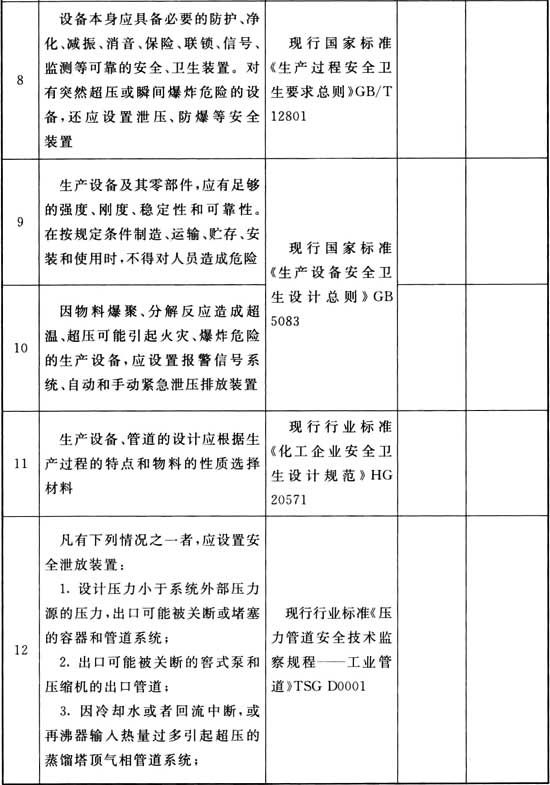 8
设备本身应具备必要的防护、净
化、减振、消音、保险、联锁、信号、
监测等可靠的安全、卫生装置。对
有突然超压或瞬间爆炸危险的设
备,还应设置泄压、防爆等安全
装置
现行国家标准
《生产过程安全卫
生要求总则》GB/T
12801
9
生产设备及其零部件,应有足够
的强度、刚度、稳定性和可靠性。
在按规定条件制造、运输、贮存、安
装和使用时,不得对人员造成危险
现行国家标准
《生产设备安全卫
生设计总则》GB
5083
10
因物料爆聚、分解反应造成超
温、超压可能引起火灾、爆炸危险
的生产设备,应设置报警信号系
统、自动和手动紧急泄压排放装置
11
生产设备、管道的设计应根据生
产过程的特点和物料的性质选择
材料
现行行业标准
《化工企业安全卫
生设计规范》HG
20571
12
凡有下列情况之一者,应设置安
全泄放装置:
1. 设计压力小于系统外部压力
源的压力,出口可能被关断或堵塞
的容器和管道系统;
2. 出口可能被关断的容式泵和
压缩机的出口管道;
3. 因冷却水或者回流中断,或
再沸器输入热量过多引起超压的
蒸馏塔顶气相管道系统;
现行行业标准《压
力管道安全技术监
察规程——工业管
道》TSG D0001